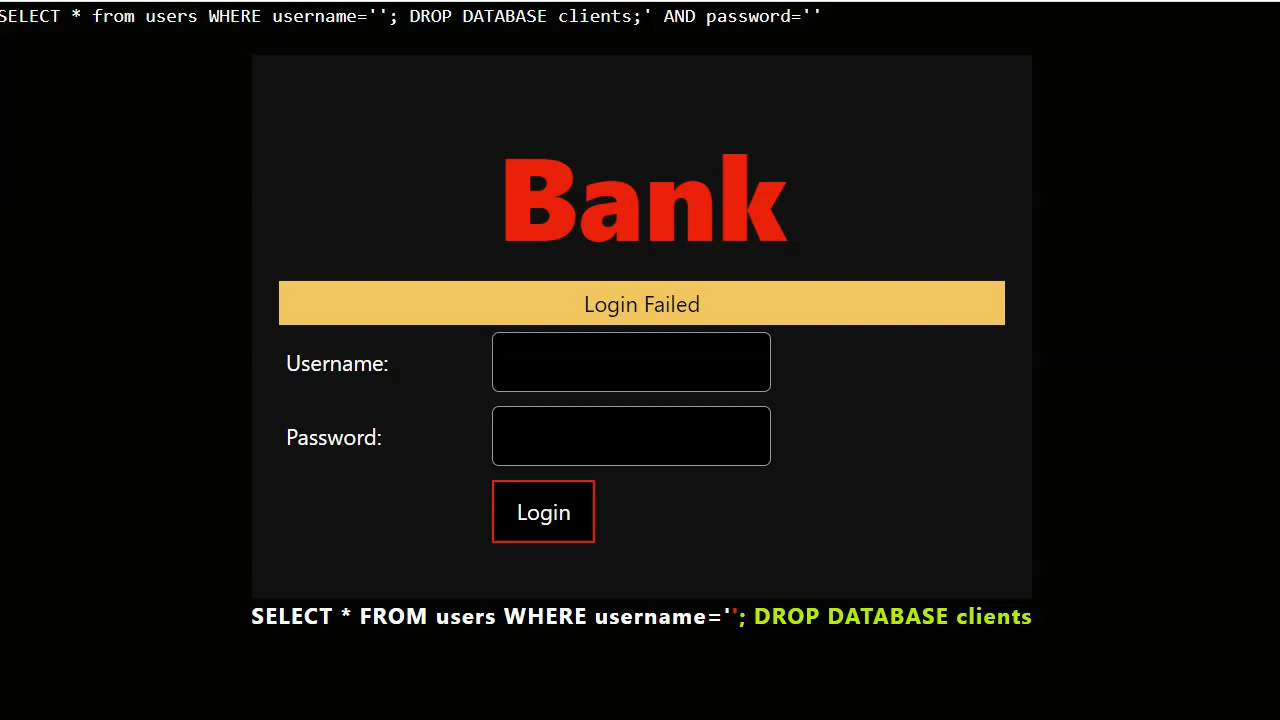 SELECT * from users WHERE username=''; DROP DATABASE clients;' AND password=''
Bank
Login Failed
Username:
Password:
Login
SELECT * FROM users WHERE username=''; DROP DATABASE clients